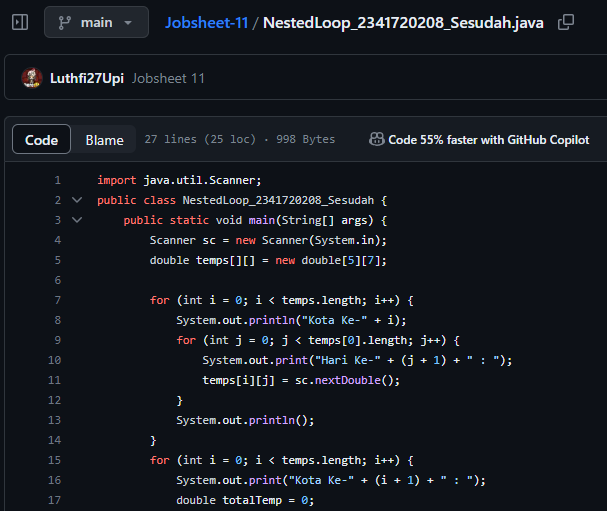 main
Jobsheet-11 / NestedLoop_2341720208_Sesudah.java
Luthfi27Upi Jobsheet 11
Code Blame 27 lines (25 loc) · 998 Bytes Code 55% faster with GitHub Copilot
1 import java.util.Scanner;
2 public class NestedLoop_2341720208_Sesudah {
3 public static void main(String[] args) {
4 Scanner sc = new Scanner(System.in);
5 double temps[][] = new double[5][7];
6
7 for (int i = 0; i < temps.length; i++) {
8 System.out.println("Kota Ke-" + i);
9 for (int j = 0; j < temps[0].length; j++) {
10 System.out.print("Hari Ke-" + (j + 1) + " : ");
11 temps[i][j] = sc.nextDouble();
12 }
13 System.out.println();
14 }
15 for (int i = 0; i < temps.length; i++) {
16 System.out.print("Kota Ke-" + (i + 1) + " : ");
17 double totalTemp = 0;